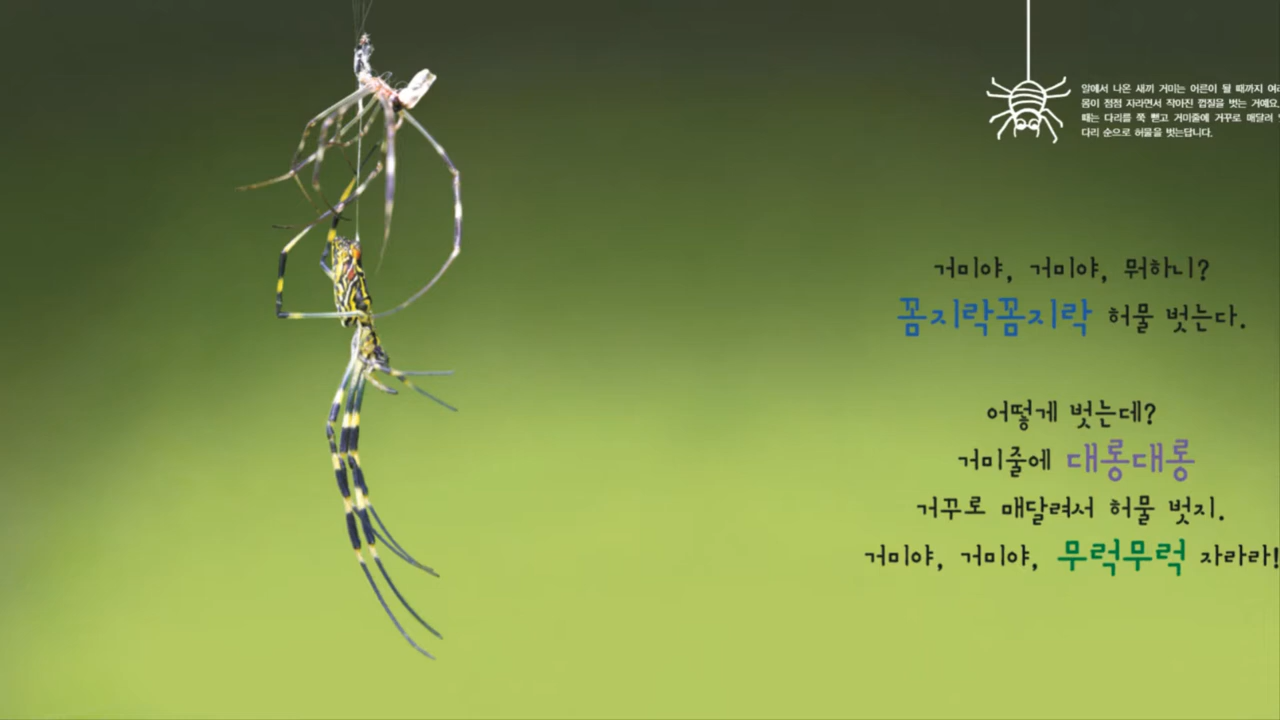 알에서 나온 새끼 거미는 어른이 될 때까지
몸이 점점 자라면서 작아진 껍질을 벗는 거예요.
때는 다리를 쭉 뻗고 거미줄에 거꾸로 매달려
다리 순으로 허물을 벗는답니다.
거미야, 거미야, 뭐하니?
꼼지락꼼지락 허물 벗는다.
어떻게 벗는데?
거미줄에 대롱대롱
거꾸로 매달려서 허물 벗지.
거미야, 거미야, 무럭무럭 자라라!